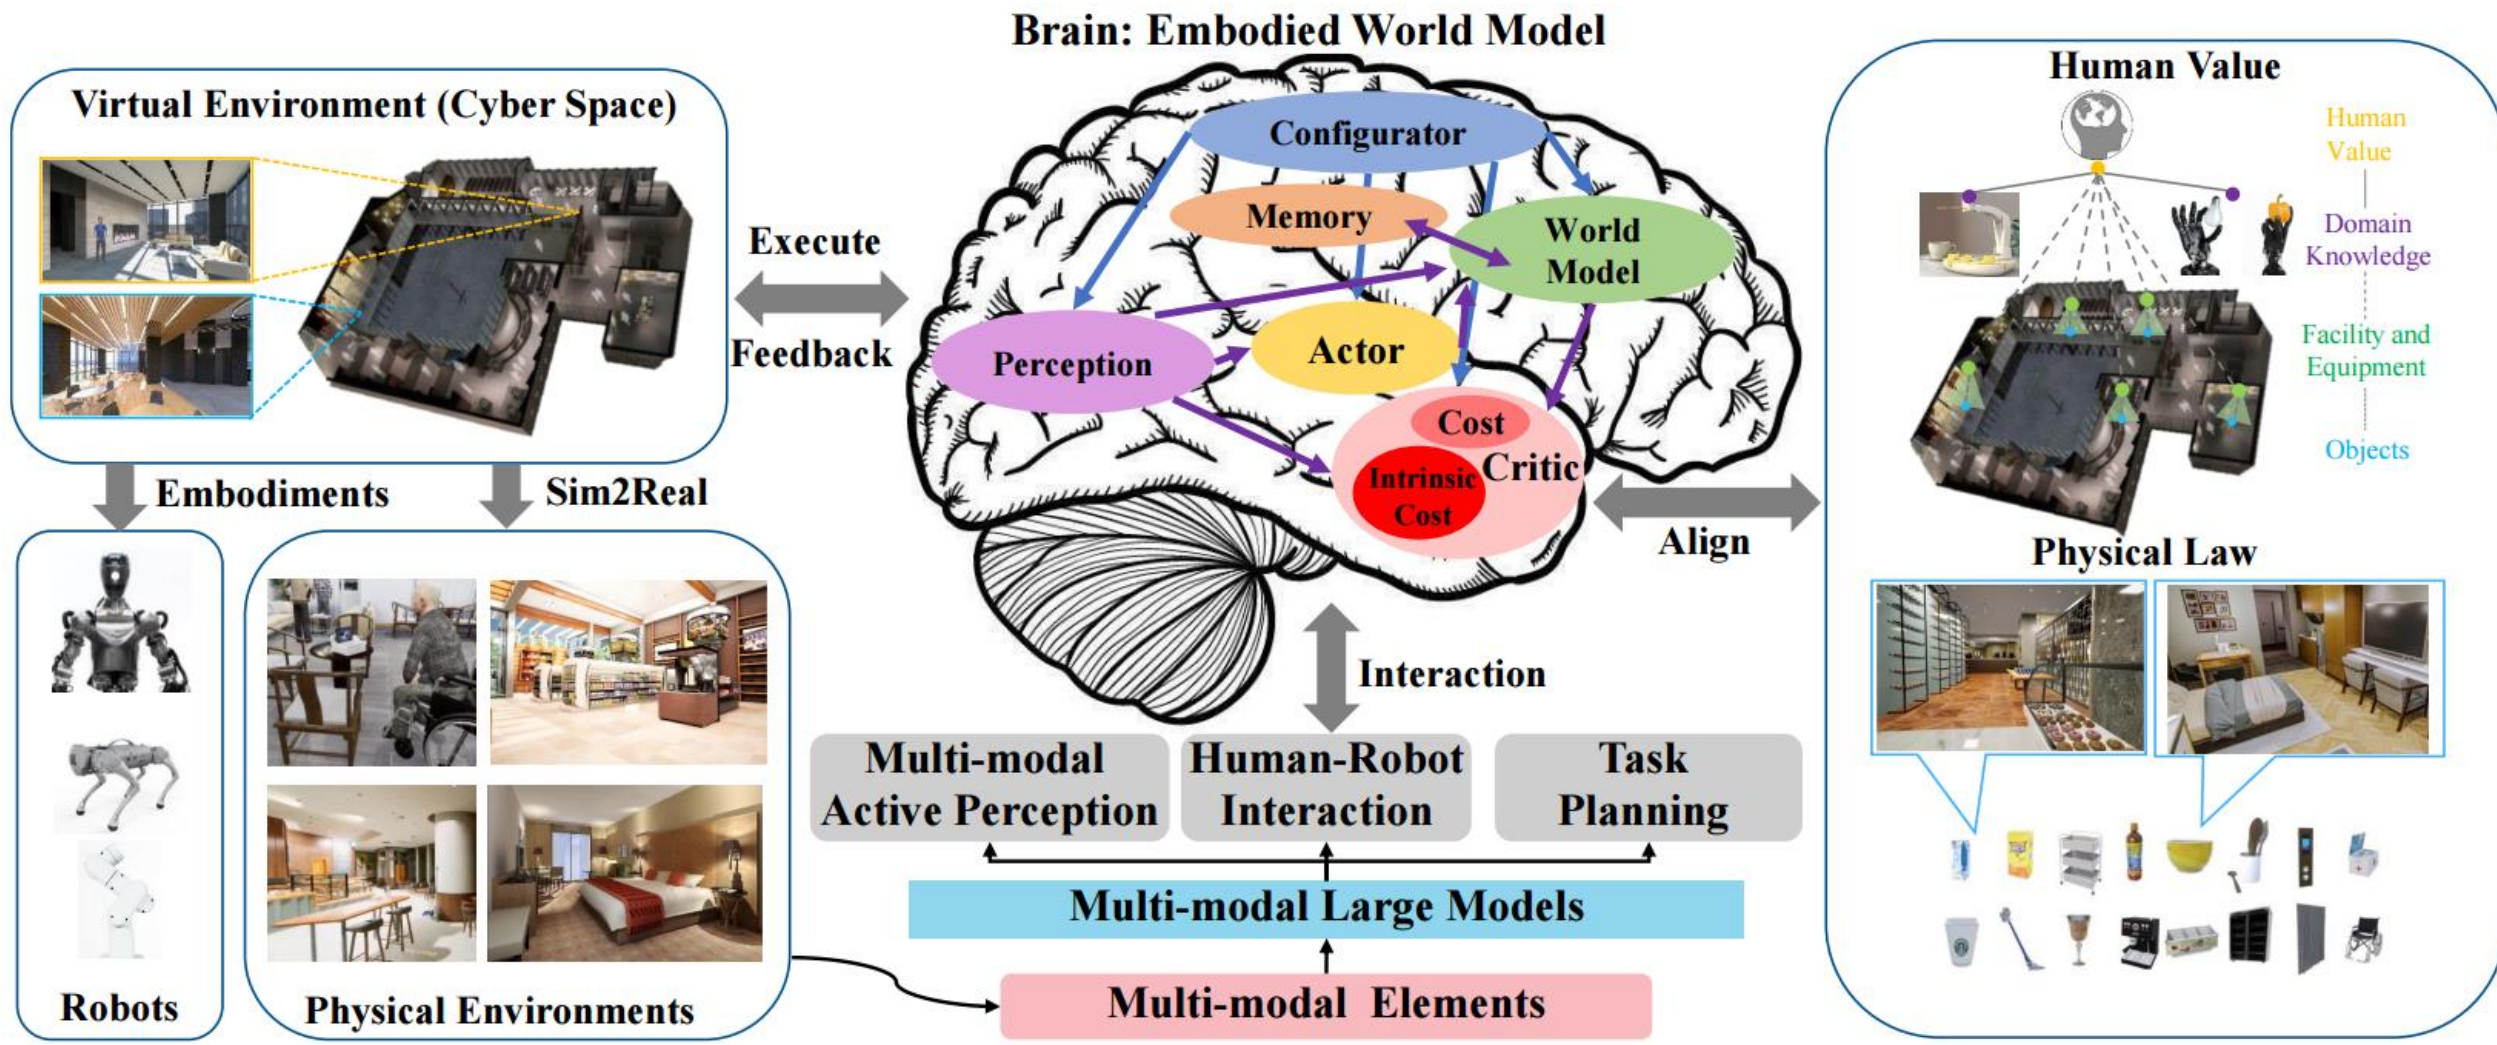 Brain: Embodied World Model
Virtual Environment (Cyber Space)
Execute
Feedback
Embodiments
Sim2Real
Robots
Physical Environments
Configurator
Memory
World
Model
Perception
Actor
Cost
Critic
Intrinsic
Cost
Align
Interaction
Multi-modal
Active Perception
Human-Robot
Interaction
Task
Planning
Multi-modal Large Models
Multi-modal Elements
Human Value
Human
Value
Domain
Knowledge
Facility and
Equipment
Objects
Physical Law